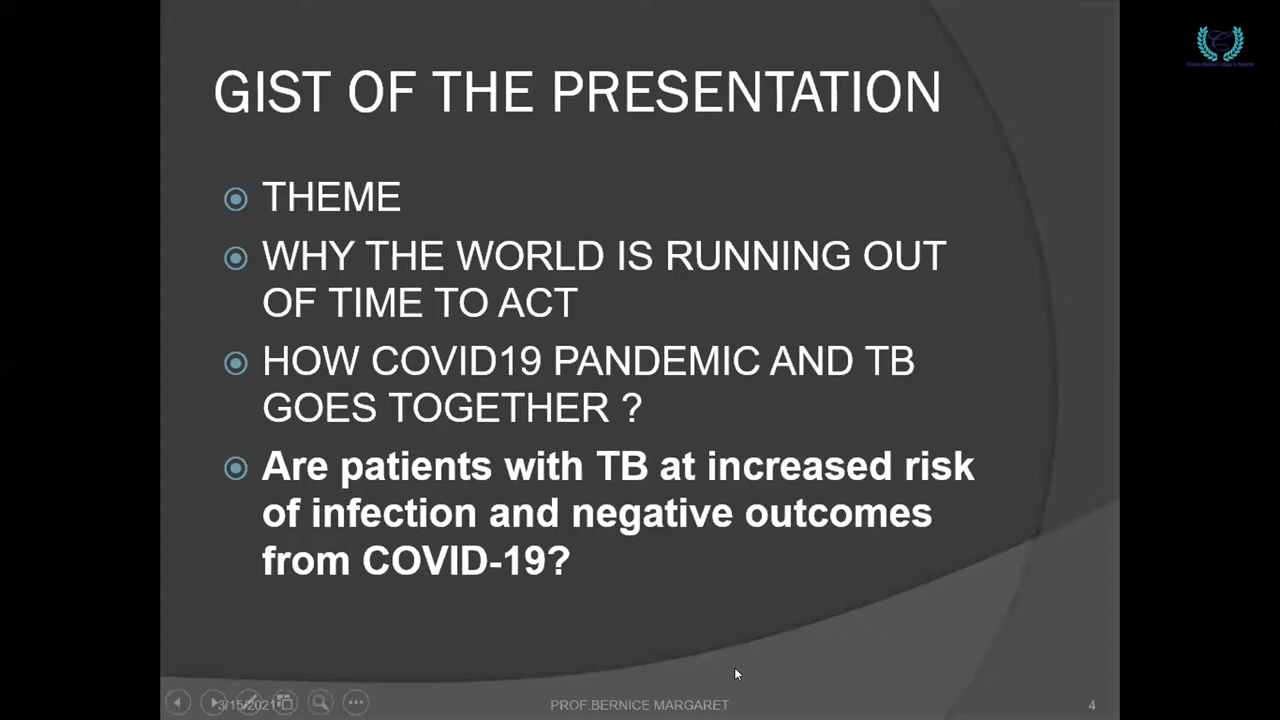 GIST OF THE PRESENTATION
THEME
WHY THE WORLD IS RUNNING OUT
OF TIME TO ACT
HOW COVID19 PANDEMIC AND TB
GOES TOGETHER ?
Are patients with TB at increased risk
of infection and negative outcomes
from COVID-19?
3/15/2021
PROF.BERNICE MARGARET
4